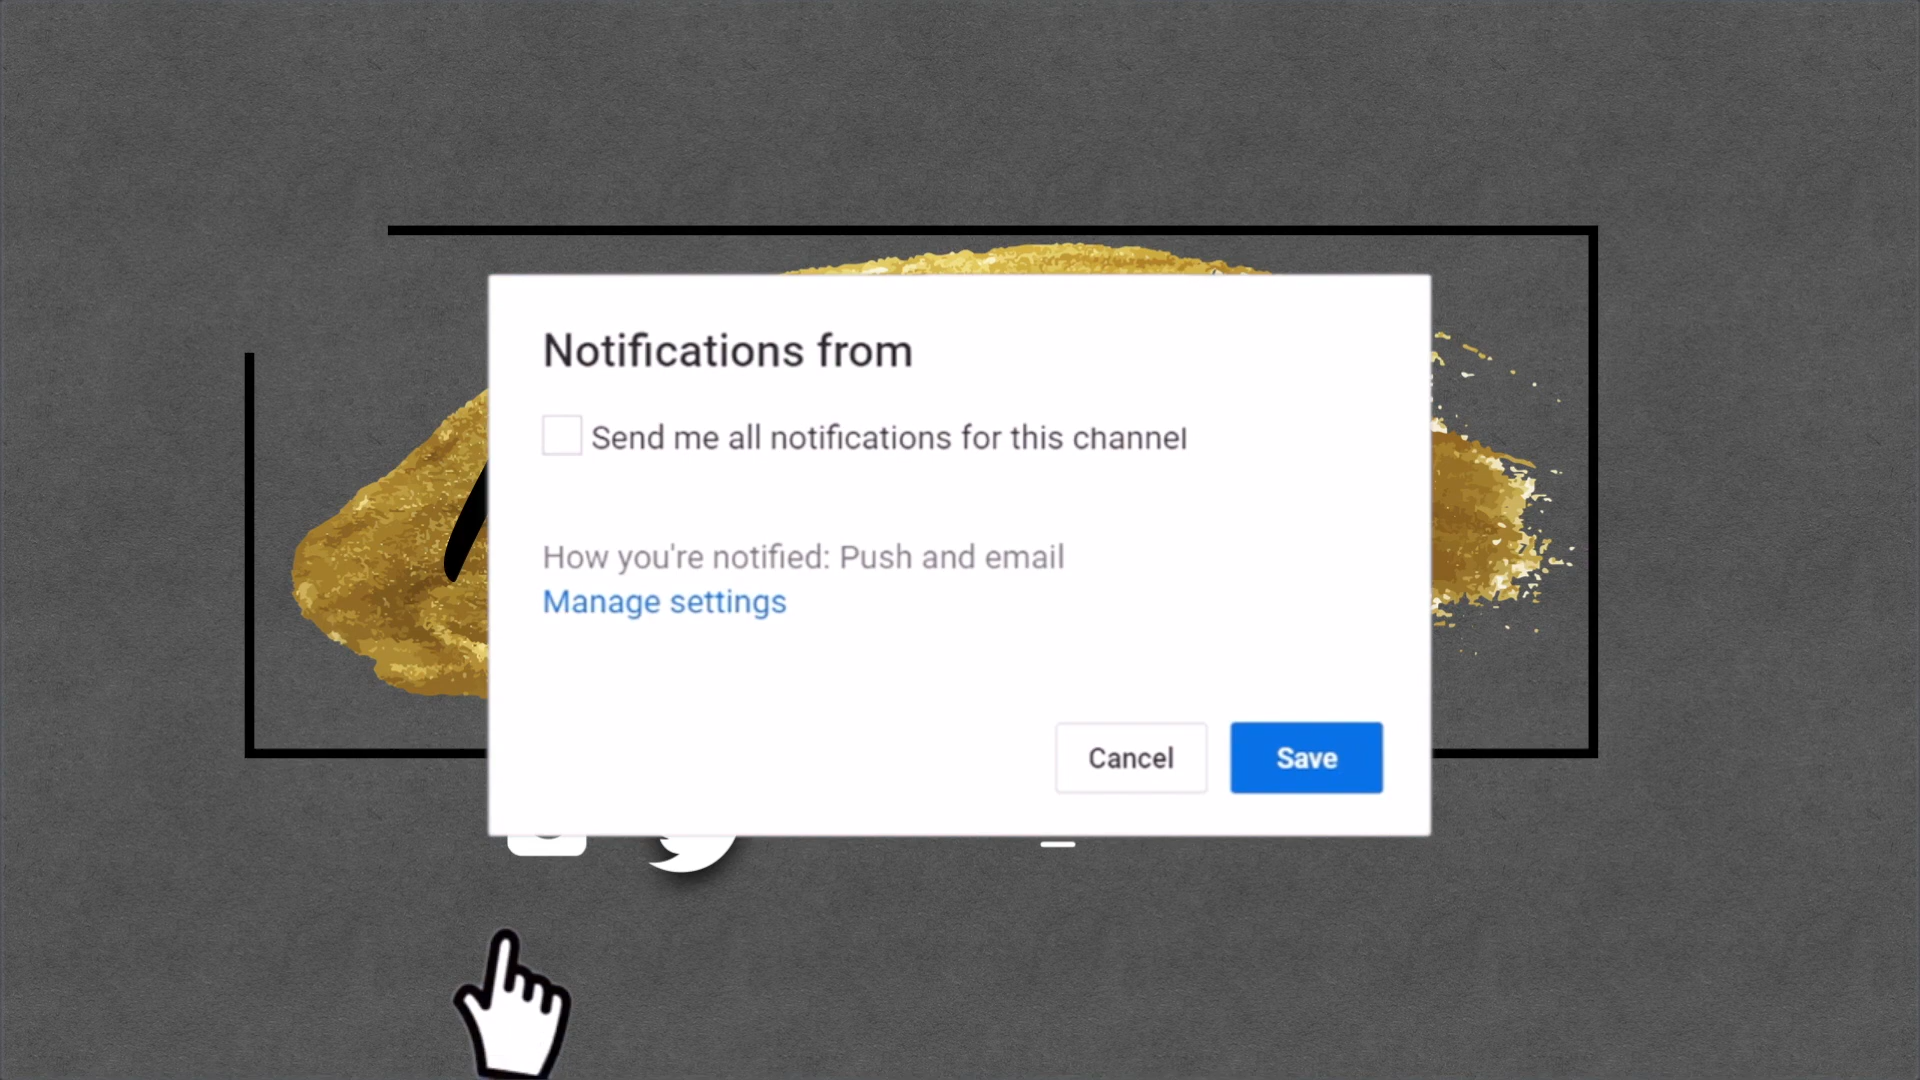 Notifications from
Send me all notifications for this channel
How you're notified: Push and email
Manage settings
Cancel
Save